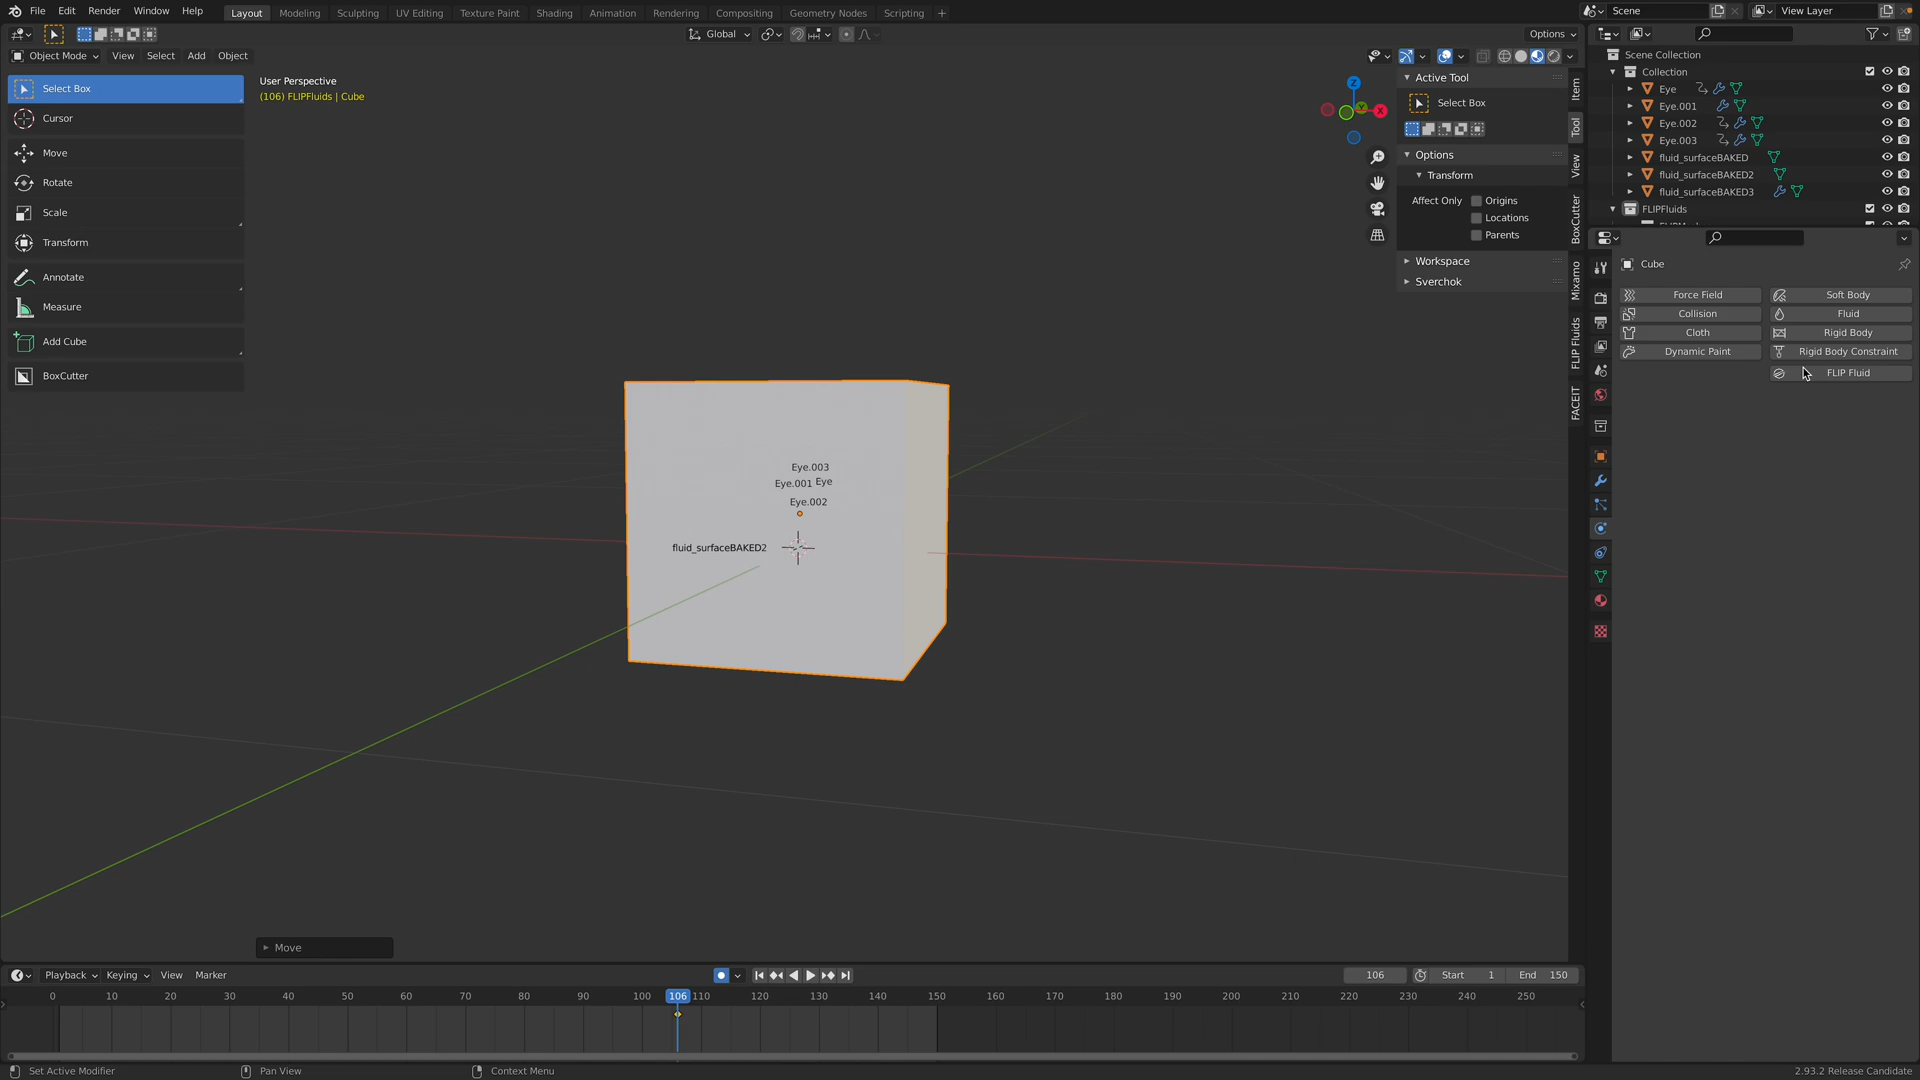 File Edit Render Window Help Layout Modeling Sculpting UV Editing Texture Paint Shading Animation Rendering Compositing Geometry Nodes Scripting + Scene View Layer
Global Options
Object Mode View Select Add Object
Select Box
Cursor
Move
Rotate
Scale
Transform
Annotate
Measure
Add Cube
BoxCutter
User Perspective
(106) FLIPFluids | Cube
Z
Y
X
Active Tool
Select Box
Options
Transform
Affect Only Origins
Locations
Parents
Workspace
Sverchok
Item
Tool
View
BoxCutter
Mixamo
FLIP Fluids
FACEIT
Scene Collection
Collection
Eye
Eye.001
Eye.002
Eye.003
fluid_surfaceBAKED
fluid_surfaceBAKED2
fluid_surfaceBAKED3
FLIPFluids
Cube
Force Field Soft Body
Collision Fluid
Cloth Rigid Body
Dynamic Paint Rigid Body Constraint
FLIP Fluid
Eye.003
Eye.001 Eye
Eye.002
fluid_surfaceBAKED2
Move
Playback Keying View Marker 106 Start 1 End 150
0 10 20 30 40 50 60 70 80 90 100 106 110 120 130 140 150 160 170 180 190 200 210 220 230 240 250
Set Active Modifier Pan View Context Menu 2.93.2 Release Candidate